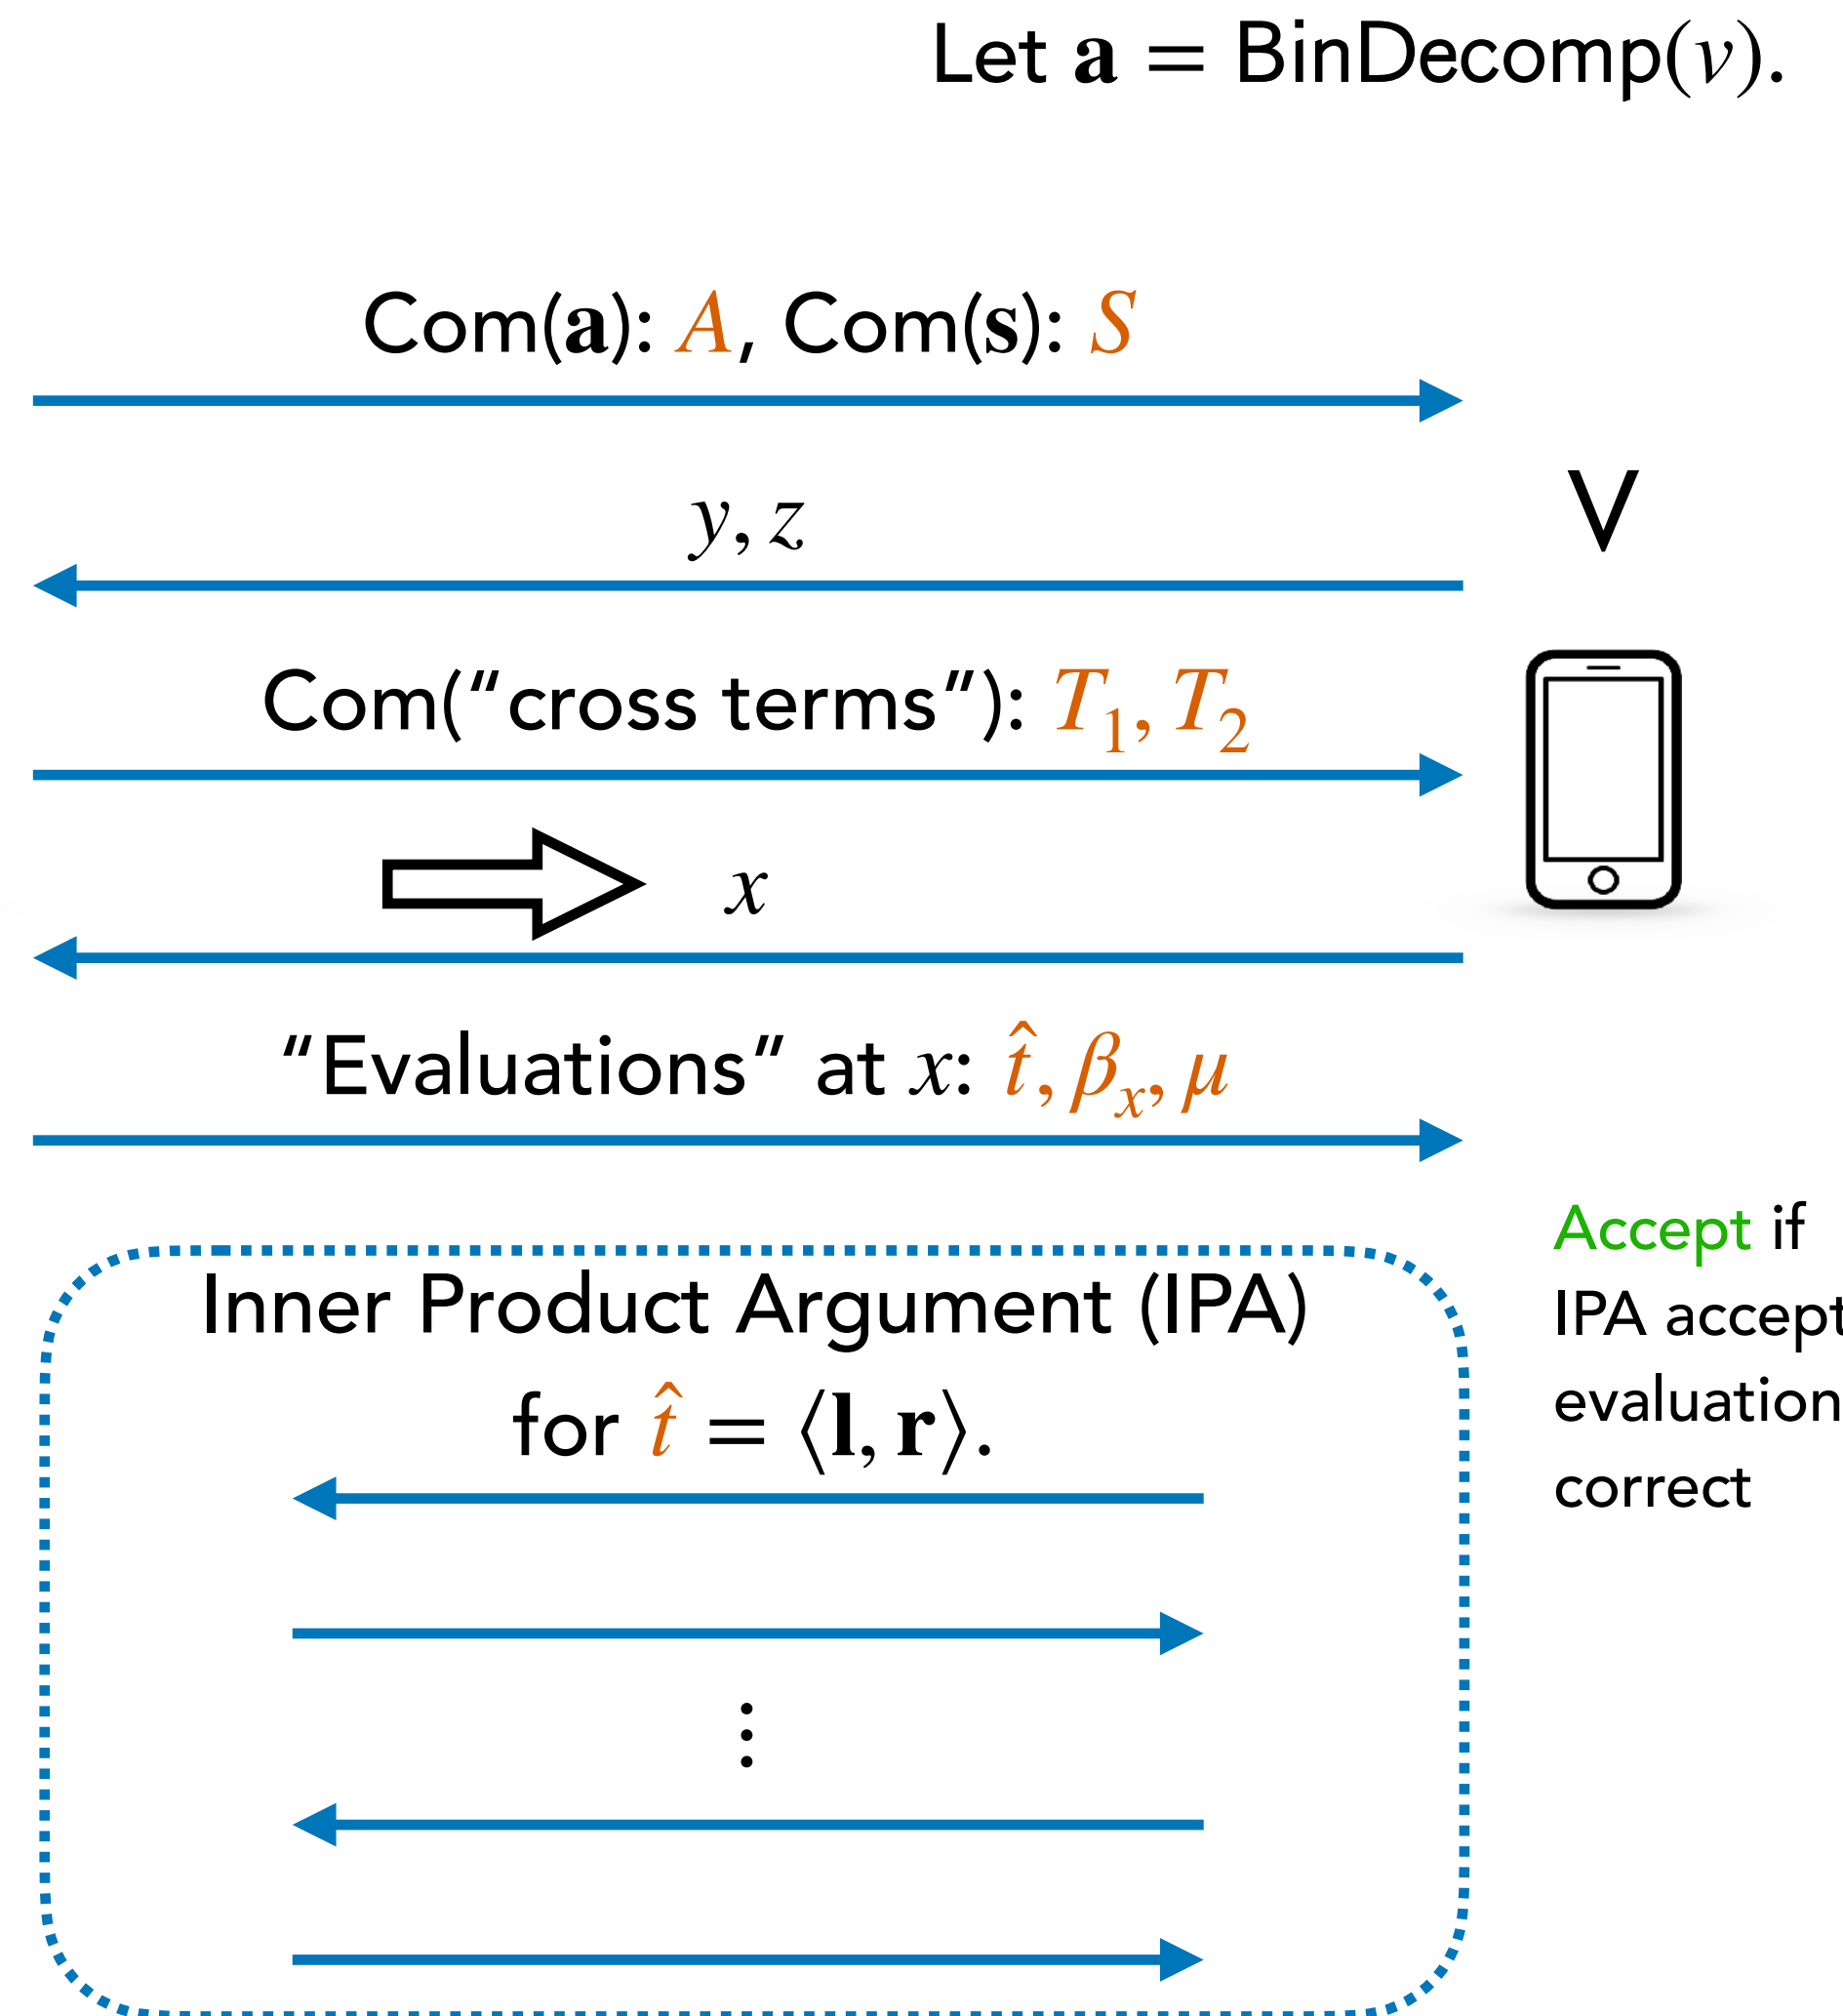 Let a = BinDecomp(v).
Com(a): A, Com(s): S
y, z
V
Com("cross terms"): T₁, T₂
x
"Evaluations" at x: t̂, βₓ, μ
Accept if
IPA accept
evaluation
correct
Inner Product Argument (IPA)
for t̂ = ⟨l, r⟩.
⋮